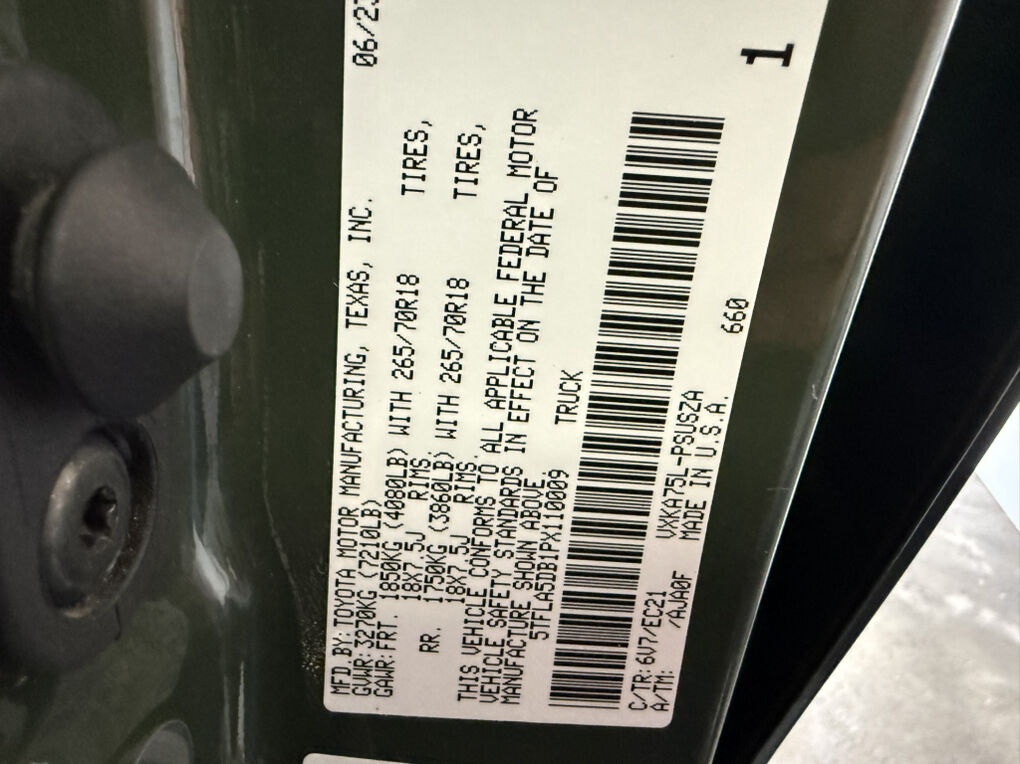 MFD BY: TOYOTA MOTOR MANUFACTURING, TEXAS, INC. 06/23
GVWR: 3270KG (7210LB)
GAWR: FRT. 1850KG (4080LB) WITH 265/70R18 TIRES,
18X7.5J RIMS,
RR. 1750KG (3860LB) WITH 265/70R18 TIRES,
18X7.5J RIMS.
THIS VEHICLE CONFORMS TO ALL APPLICABLE FEDERAL MOTOR
VEHICLE SAFETY STANDARDS IN EFFECT ON THE DATE OF
MANUFACTURE SHOWN ABOVE.
5TFLA5DB1PX110009 TRUCK
C/TR: 6V7/EC21 VXKA75L-PSUSZA
A/TM: /AJA0F MADE IN U.S.A.
660
1